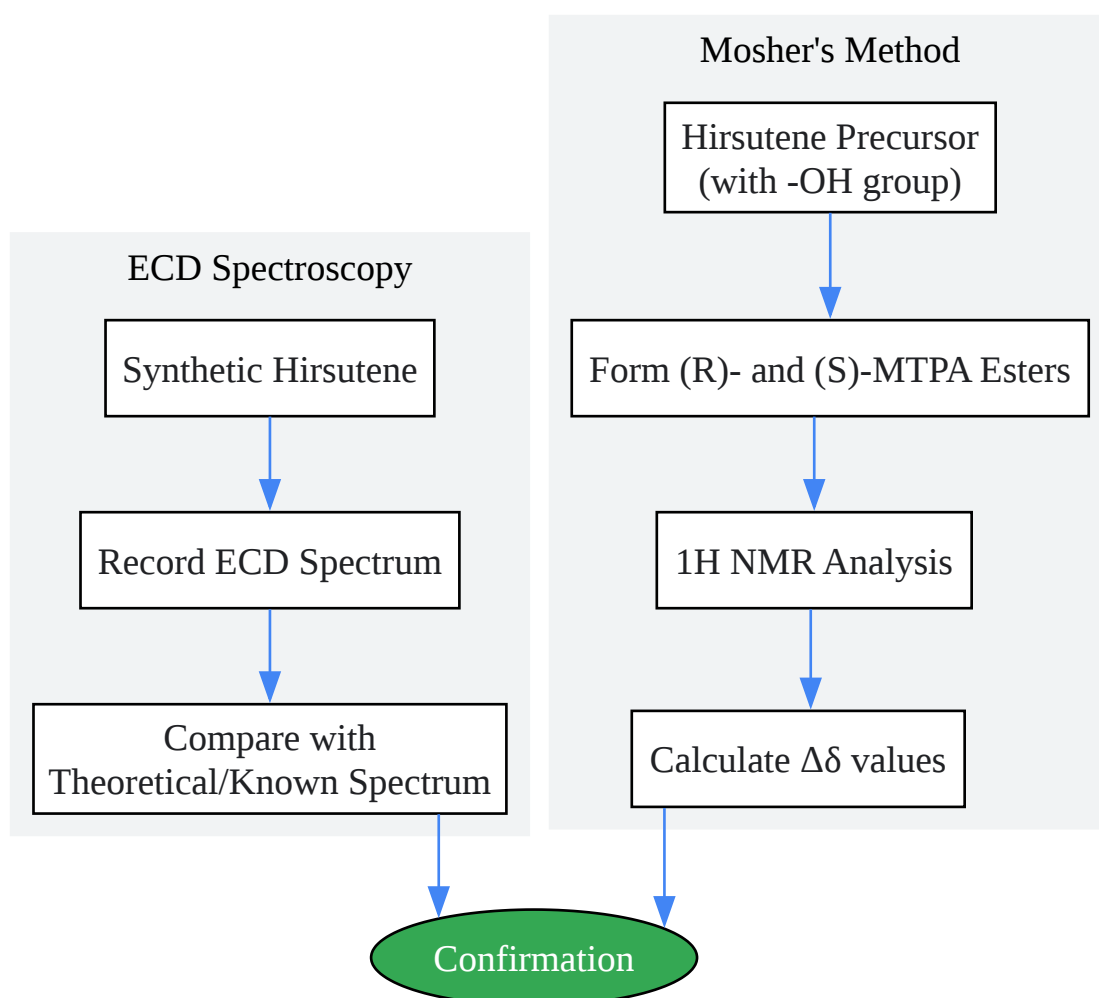 Mosher's Method
Hirsutene Precursor
(with -OH group)
Form (R)- and (S)-MTPA Esters
1H NMR Analysis
Calculate Δδ values
ECD Spectroscopy
Synthetic Hirsutene
Record ECD Spectrum
Compare with
Theoretical/Known Spectrum
Confirmation